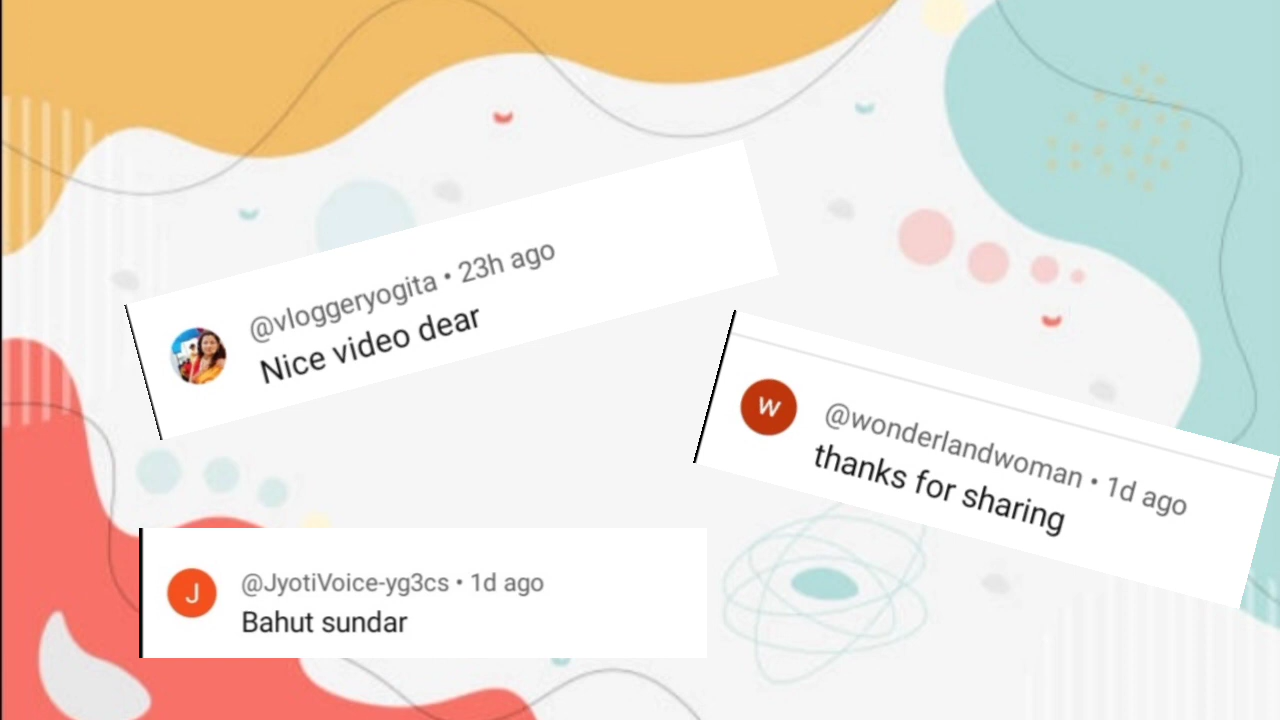 @vloggeryogita • 23h ago
Nice video dear
W
@wonderlandwoman • 1d ago
thanks for sharing
J
@JyotiVoice-yg3cs • 1d ago
Bahut sundar